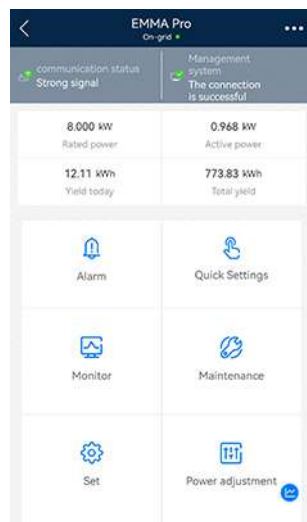 EMMA Pro
On-grid
communication status
Strong signal
Management
system
The connection
is successful
8.000 kW
0.968 kW
Rated power
Active power
12.11 kWh
773.83 kWh
Yield today
Total yield
Alarm
Quick Settings
Monitor
Maintenance
Set
Power adjustment